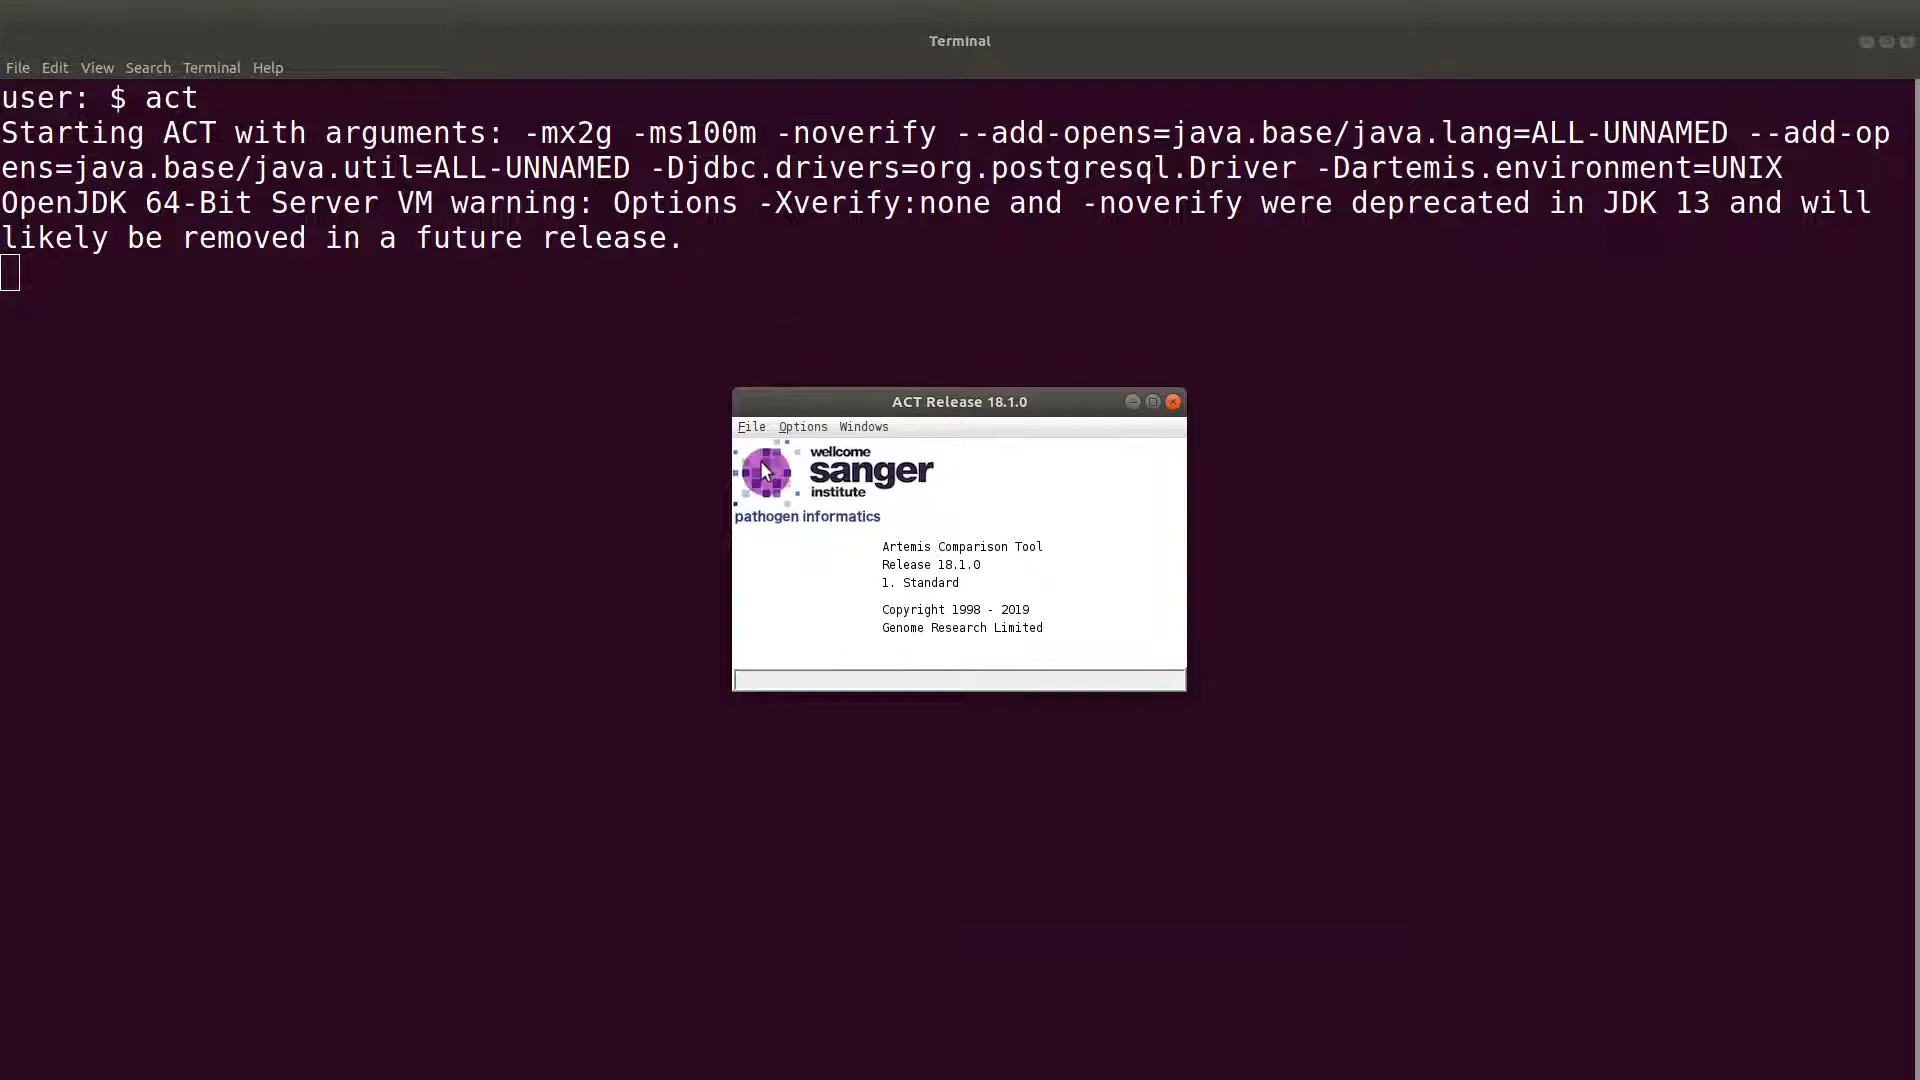 Terminal
File Edit View Search Terminal Help
user: $ act
Starting ACT with arguments: -mx2g -ms100m -noverify --add-opens=java.base/java.lang=ALL-UNNAMED --add-op
ens=java.base/java.util=ALL-UNNAMED -Djdbc.drivers=org.postgresql.Driver -Dartemis.environment=UNIX
OpenJDK 64-Bit Server VM warning: Options -Xverify:none and -noverify were deprecated in JDK 13 and will
likely be removed in a future release.
ACT Release 18.1.0
File Options Windows
wellcome
sanger
institute
pathogen informatics
Artemis Comparison Tool
Release 18.1.0
1. Standard
Copyright 1998 - 2019
Genome Research Limited